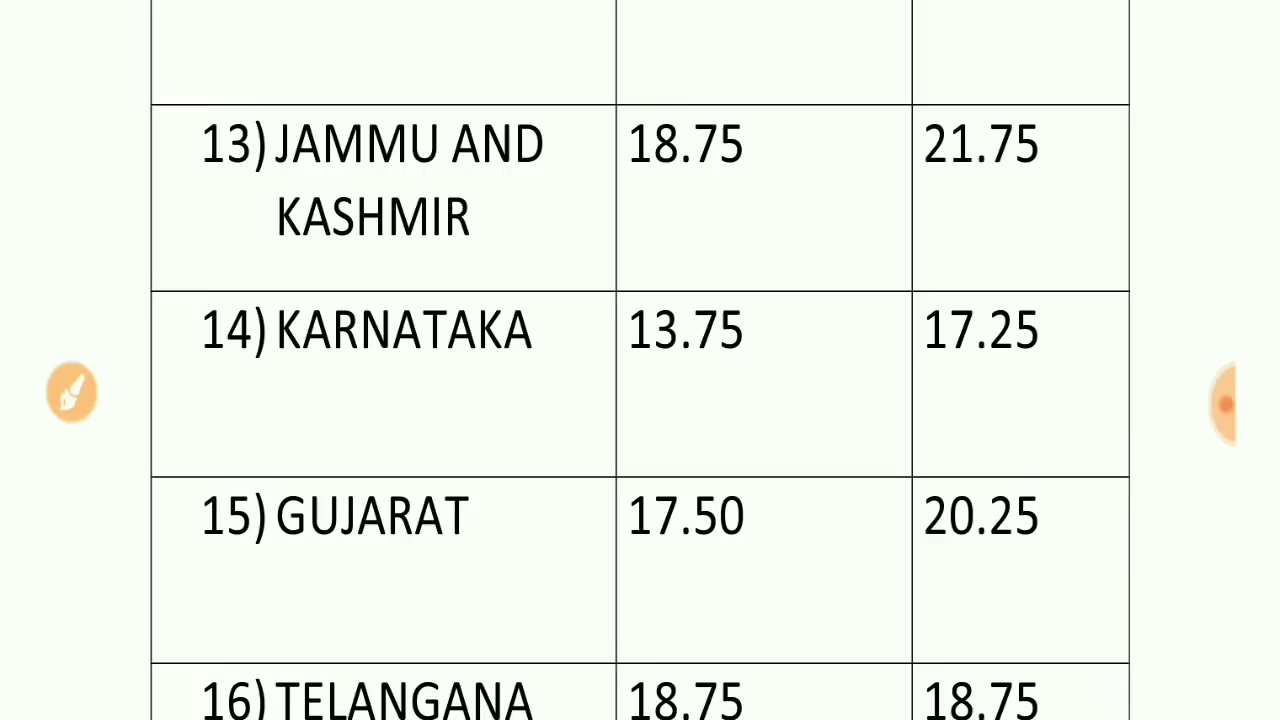 13) JAMMU AND 18.75 21.75
KASHMIR
14) KARNATAKA 13.75 17.25
15) GUJARAT 17.50 20.25
16) TELANGANA 18.75 18.75